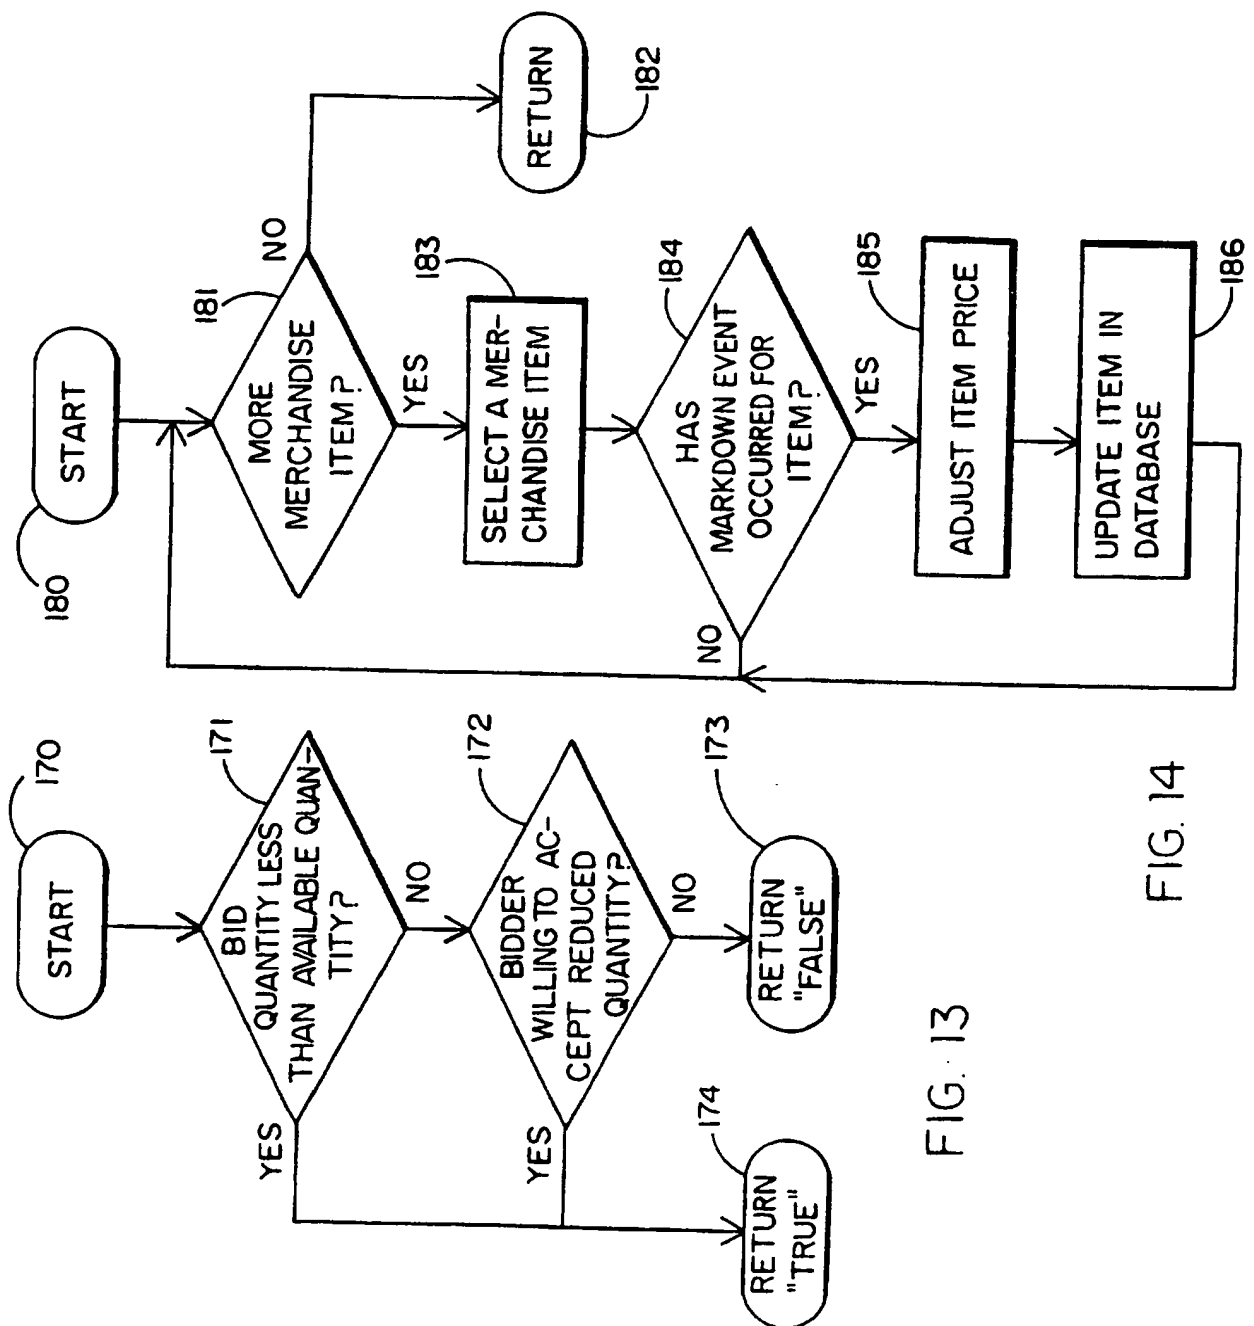 170
START
171
BID
QUANTITY LESS
THAN AVAILABLE QUAN-
TITY?
YES
NO
172
BIDDER
WILLING TO AC-
CEPT REDUCED
QUANTITY?
YES
NO
174
RETURN
"TRUE"
173
RETURN
"FALSE"
FIG. 13
180
START
181
MORE
MERCHANDISE
ITEM?
NO
YES
RETURN
182
183
SELECT A MER-
CHANDISE ITEM
184
HAS
MARKDOWN EVENT
OCCURRED FOR
ITEM?
NO
YES
185
ADJUST ITEM PRICE
186
UPDATE ITEM IN
DATABASE
FIG. 14